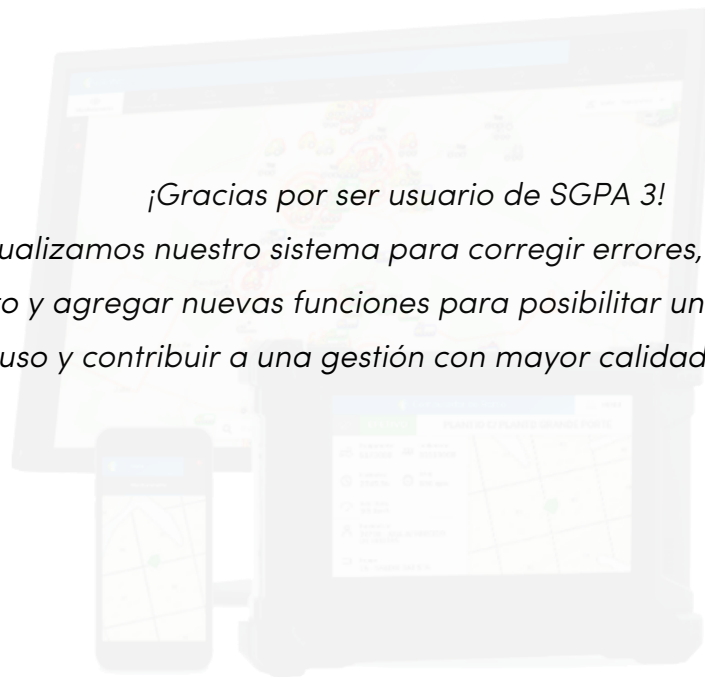 ¡Gracias por ser usuario de SGPA 3!
ualizamos nuestro sistema para corregir errores,
o y agregar nuevas funciones para posibilitar un
uso y contribuir a una gestión con mayor calidad